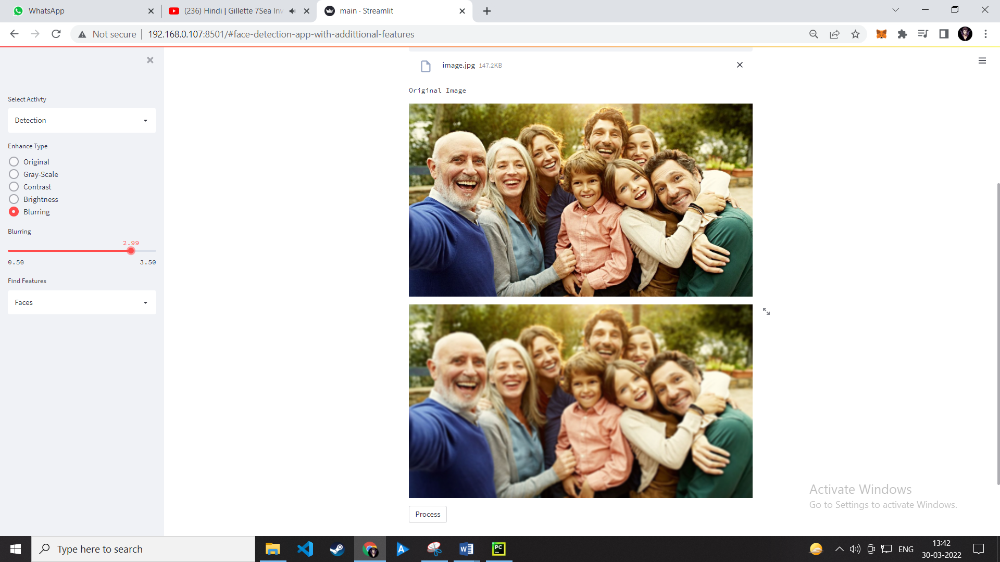 WhatsApp
(236) Hindi | Gillette 7Sea Inv
main · Streamlit
Not secure
192.168.0.107:8501/#face-detection-app-with-addittional-features
image.jpg 147.2KB
Original Image
Select Activty
Detection
Enhance Type
Original
Gray-Scale
Contrast
Brightness
Blurring
Blurring
2.99
0.50 3.50
Find Features
Faces
Process
Activate Windows
Go to Settings to activate Windows.
Type here to search
W
PC
ENG
13:42
30-03-2022